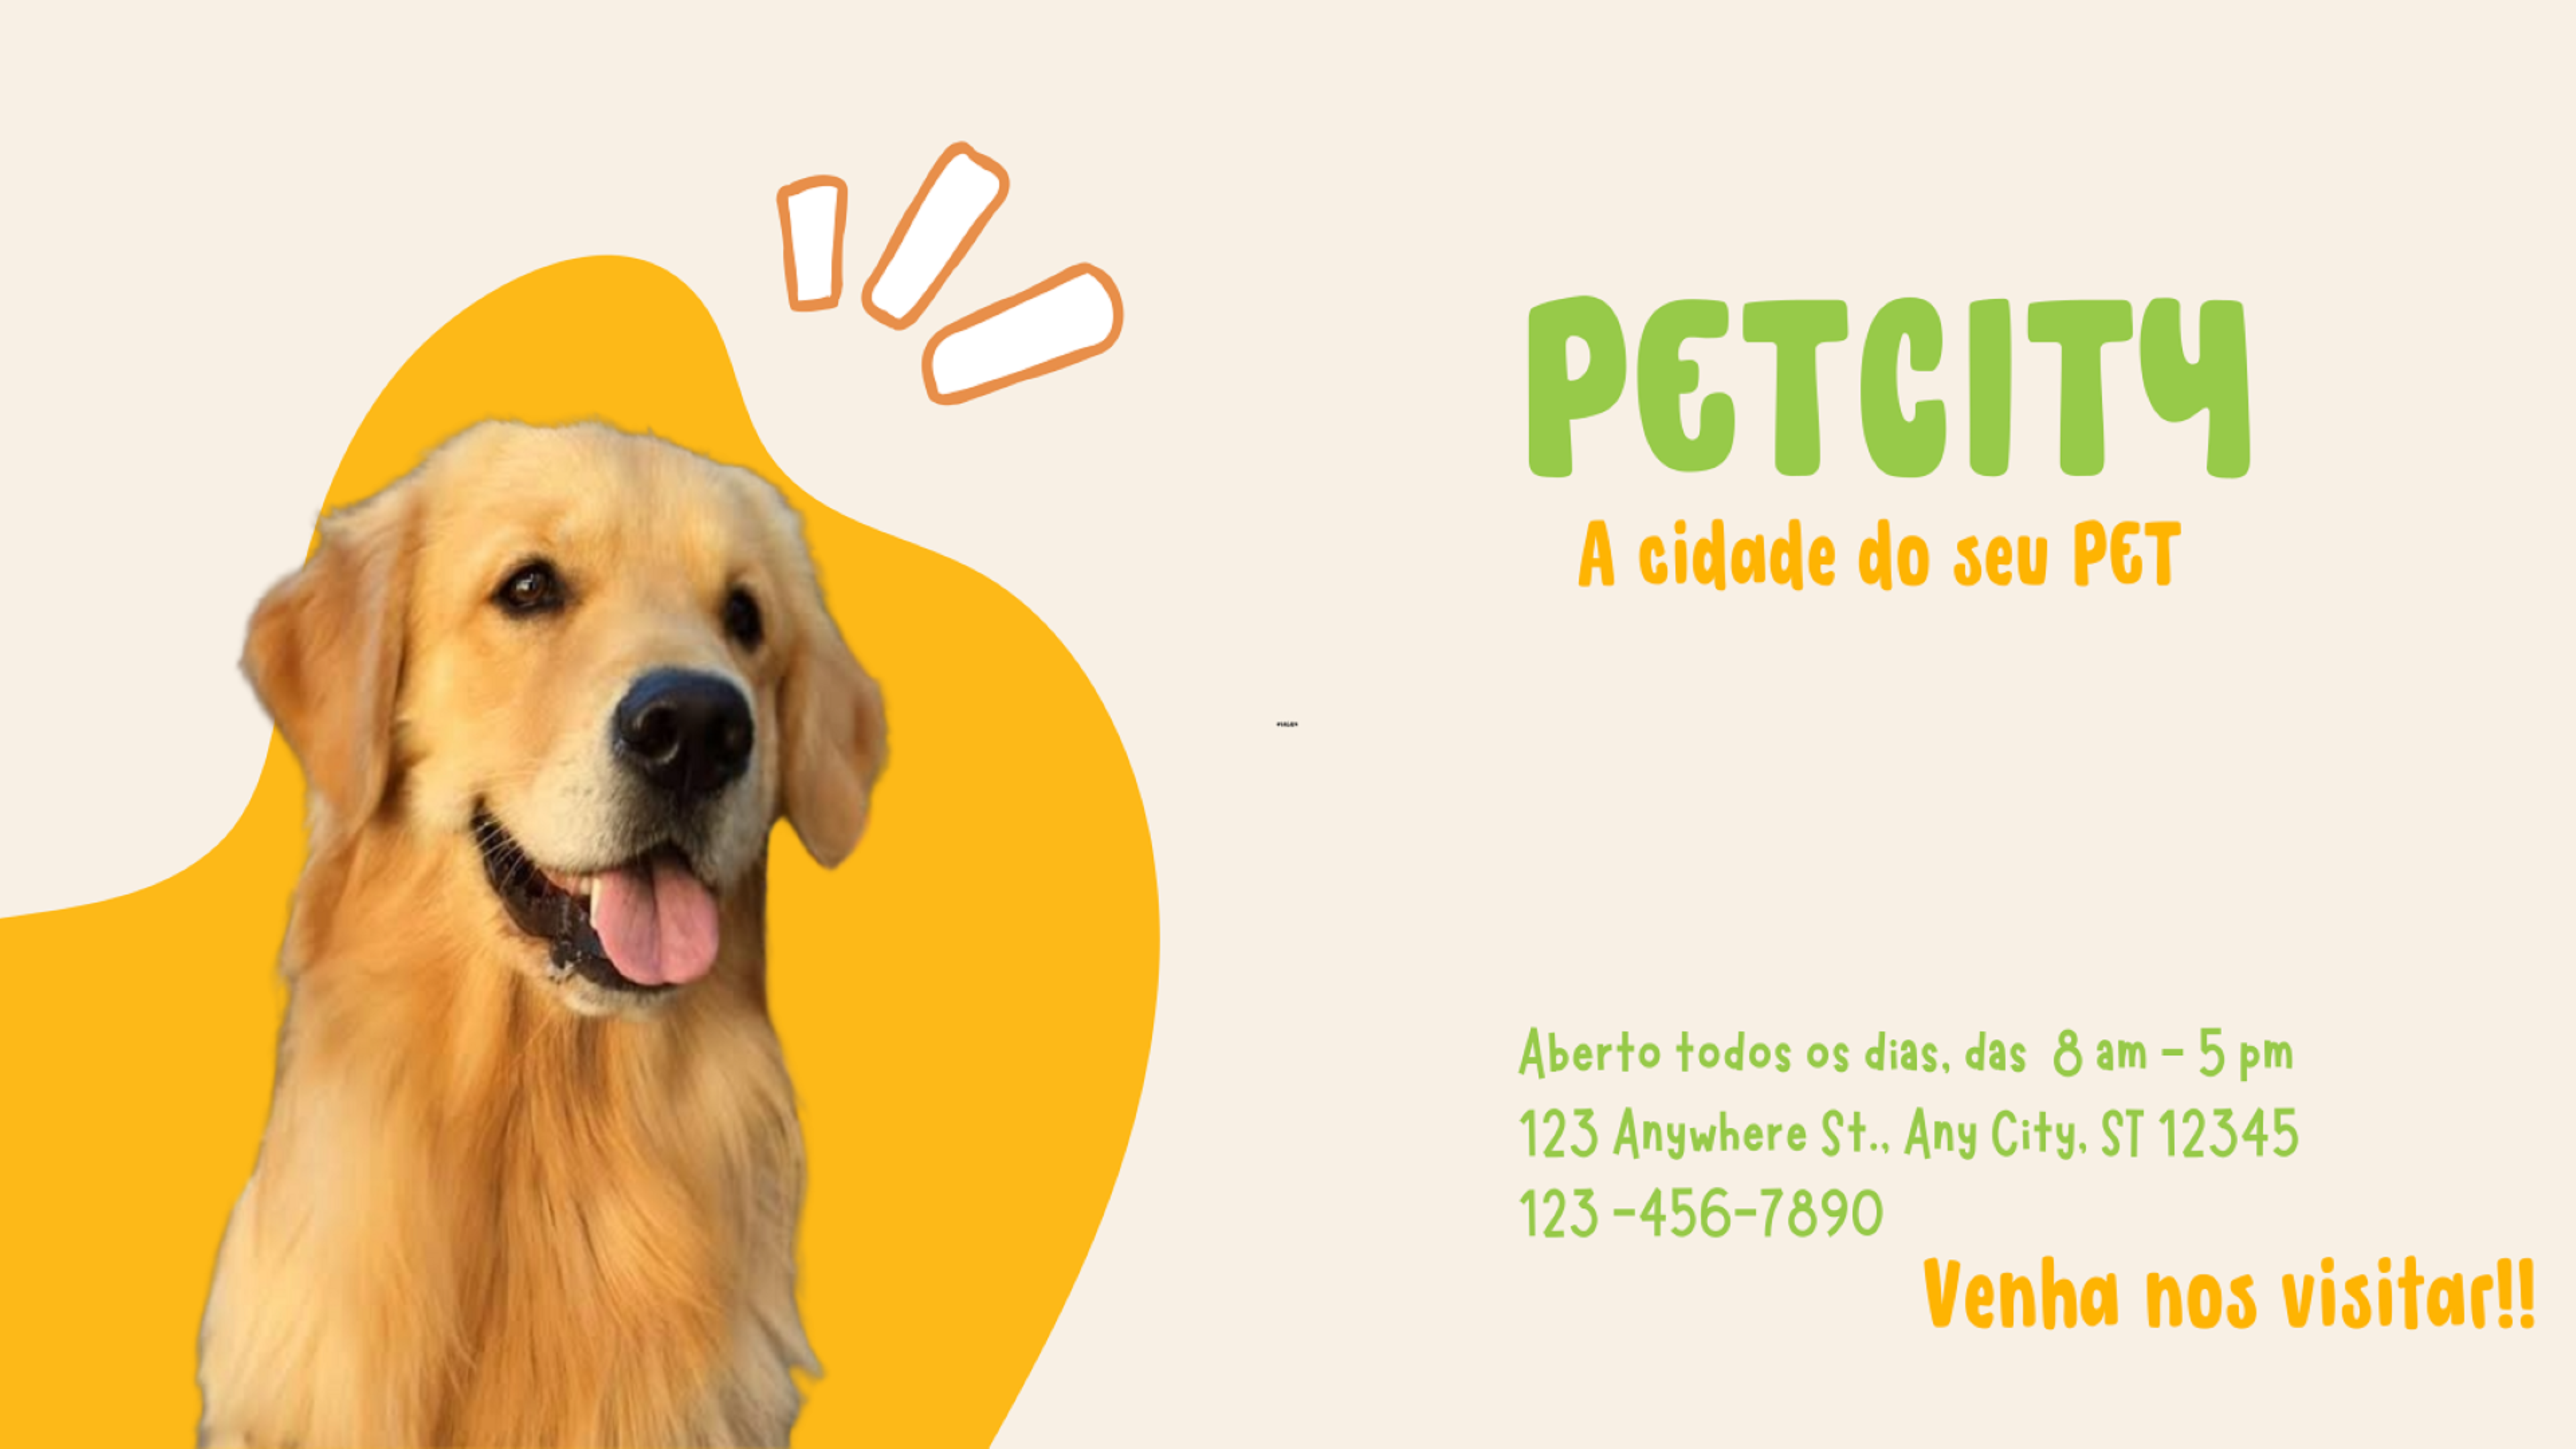 PETCITY
A cidade do seu PET
Aberto todos os dias, das 8 am - 5 pm
123 Anywhere St., Any City, ST 12345
123 -456-7890
Venha nos visitar!!